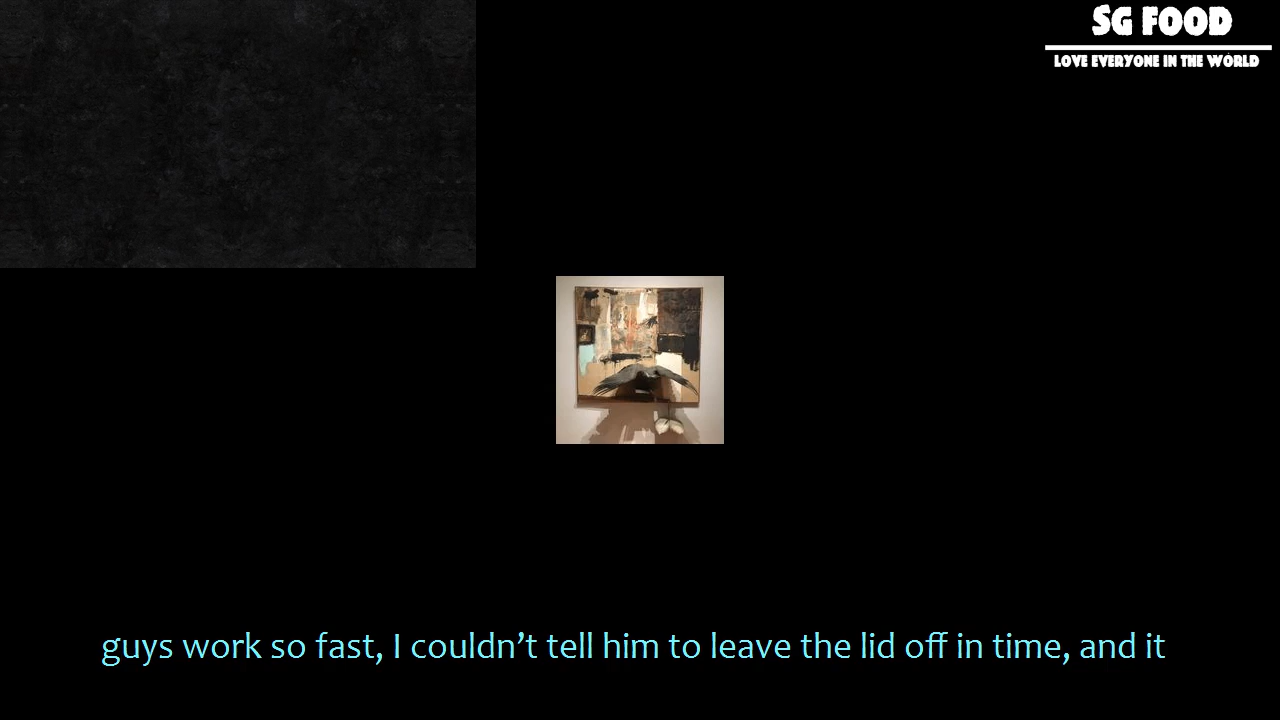 SG FOOD
LOVE EVERYONE IN THE WORLD
guys work so fast, I couldn’t tell him to leave the lid off in time, and it